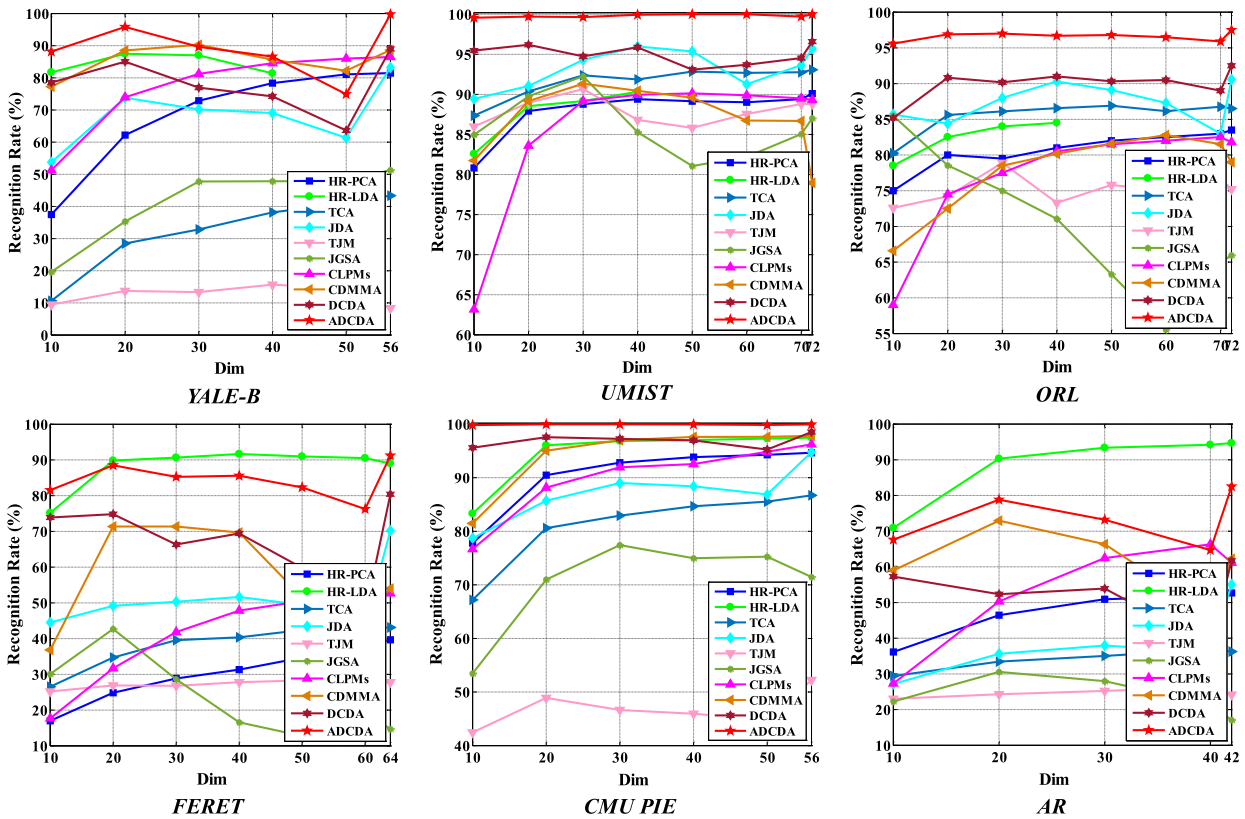 100
90
80
70
60
50
40
30
20
10
0
Recognition Rate (%)
HR-PCA
HR-LDA
TCA
JDA
TJM
JGSA
CLPMs
CDMMA
DCDA
ADCDA
10 20 30 40 50 56
Dim
YALE-B
100
95
90
85
80
75
70
65
60
Recognition Rate (%)
HR-PCA
HR-LDA
TCA
JDA
TJM
JGSA
CLPMs
CDMMA
DCDA
ADCDA
10 20 30 40 50 60 70 72
Dim
UMIST
100
95
90
85
80
75
70
65
60
55
Recognition Rate (%)
HR-PCA
HR-LDA
TCA
JDA
TJM
JGSA
CLPMs
CDMMA
DCDA
ADCDA
10 20 30 40 50 60 70 72
Dim
ORL
100
90
80
70
60
50
40
30
20
10
Recognition Rate (%)
HR-PCA
HR-LDA
TCA
JDA
TJM
JGSA
CLPMs
CDMMA
DCDA
ADCDA
10 20 30 40 50 60 64
Dim
FERET
100
90
80
70
60
50
40
Recognition Rate (%)
HR-PCA
HR-LDA
TCA
JDA
TJM
JGSA
CLPMs
CDMMA
DCDA
ADCDA
10 20 30 40 50 56
Dim
CMU PIE
100
90
80
70
60
50
40
30
20
10
Recognition Rate (%)
HR-PCA
HR-LDA
TCA
JDA
TJM
JGSA
CLPMs
CDMMA
DCDA
ADCDA
10 20 30 40 42
Dim
AR